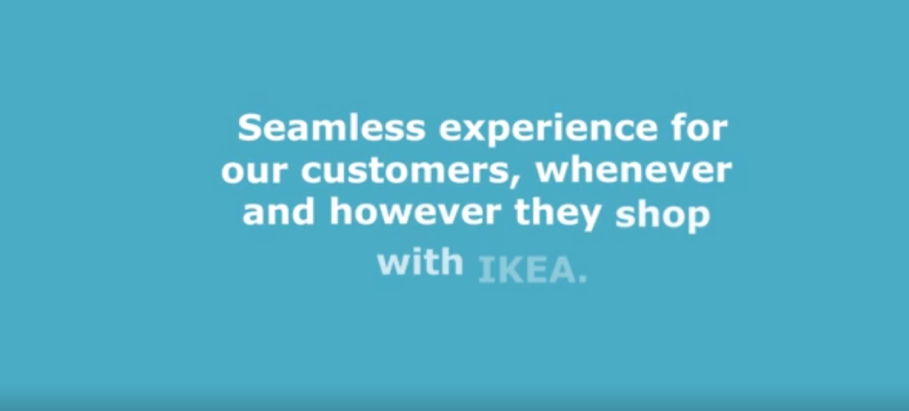 Seamless experience for
our customers, whenever
and however they shop
with IKEA.